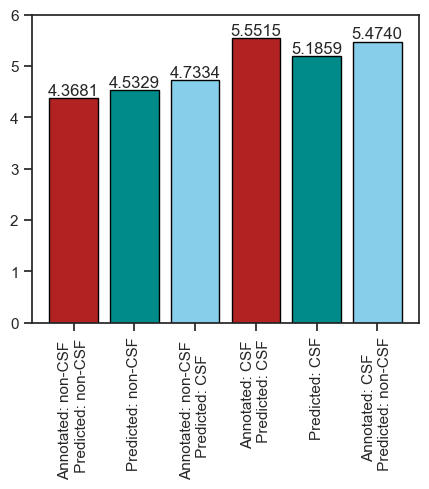 6
5
4
3
2
1
0
4.3681
4.5329
4.7334
5.5515
5.1859
5.4740
Annotated: non-CSF
Predicted: non-CSF
Predicted: non-CSF
Annotated: non-CSF
Predicted: CSF
Annotated: CSF
Predicted: CSF
Predicted: CSF
Annotated: CSF
Predicted: non-CSF